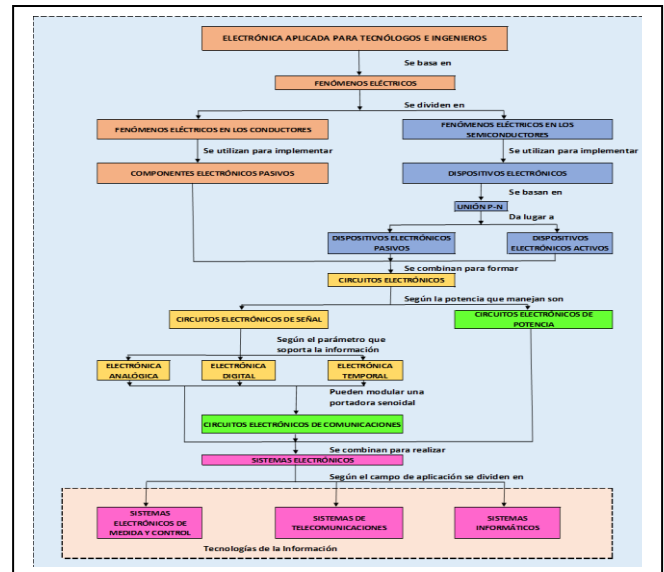 ELECTRÓNICA APLICADA PARA TECNÓLOGOS E INGENIEROS
Se basa en
FENÓMENOS ELÉCTRICOS
Se dividen en
FENÓMENOS ELÉCTRICOS EN LOS CONDUCTORES
FENÓMENOS ELÉCTRICOS EN LOS
SEMICONDUCTORES
Se utilizan para implementar
Se utilizan para implementar
COMPONENTES ELECTRÓNICOS PASIVOS
DISPOSITIVOS ELECTRÓNICOS
Se basan en
UNIÓN P-N
Da lugar a
DISPOSITIVOS ELECTRÓNICOS
PASIVOS
DISPOSITIVOS
ELECTRÓNICOS ACTIVOS
Se combinan para formar
CIRCUITOS ELECTRÓNICOS
Según la potencia que manejan son
CIRCUITOS ELECTRÓNICOS DE SEÑAL
CIRCUITOS ELECTRÓNICOS DE
POTENCIA
Según el parámetro que
soporta la información
ELECTRÓNICA
ANALÓGICA
ELECTRÓNICA
DIGITAL
ELECTRÓNICA
TEMPORAL
Pueden modular una
portadora senoidal
CIRCUITOS ELECTRÓNICOS DE COMUNICACIONES
Se combinan para realizar
SISTEMAS ELECTRÓNICOS
Según el campo de aplicación se dividen en
SISTEMAS
ELECTRÓNICOS DE
MEDIDA Y CONTROL
SISTEMAS DE
TELECOMUNICACIONES
SISTEMAS
INFORMÁTICOS
Tecnologías de la Información